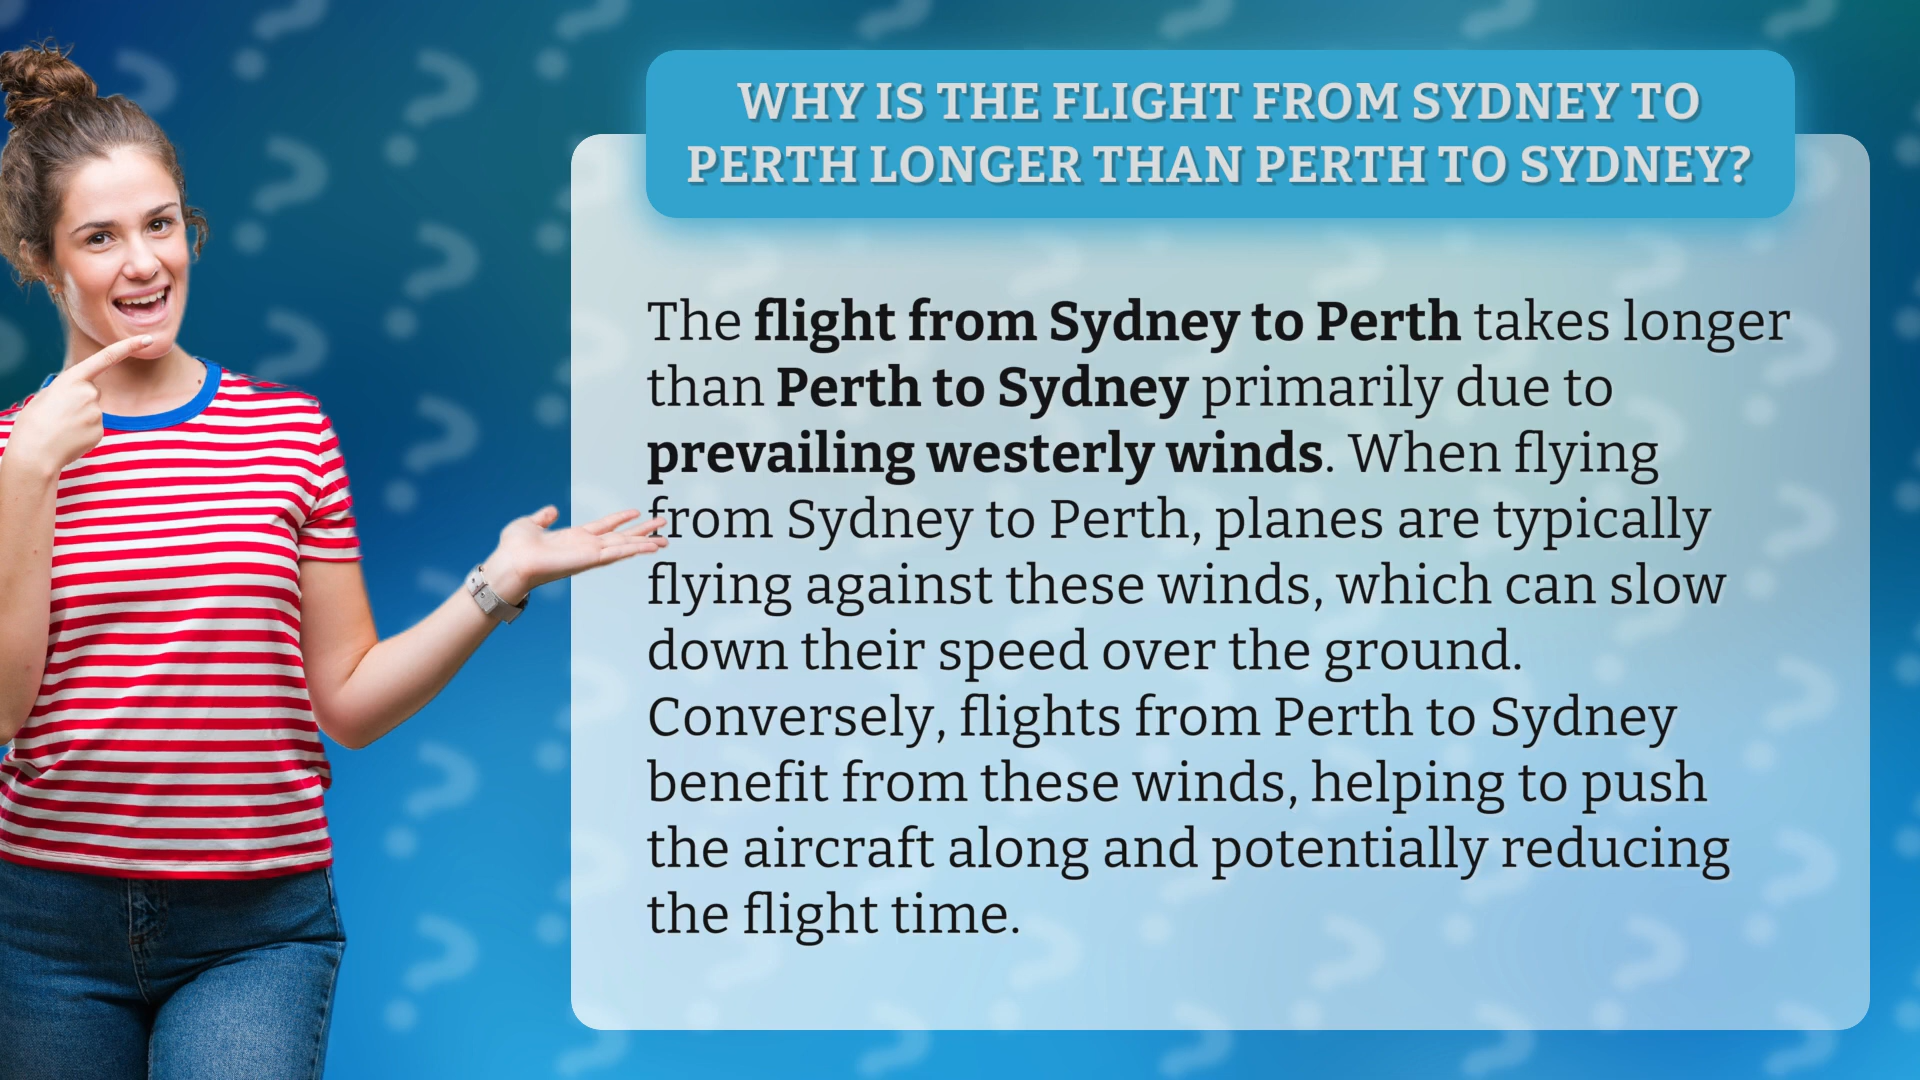 WHY IS THE FLIGHT FROM SYDNEY TO
PERTH LONGER THAN PERTH TO SYDNEY?
The flight from Sydney to Perth takes longer
than Perth to Sydney primarily due to
prevailing westerly winds. When flying
from Sydney to Perth, planes are typically
flying against these winds, which can slow
down their speed over the ground.
Conversely, flights from Perth to Sydney
benefit from these winds, helping to push
the aircraft along and potentially reducing
the flight time.